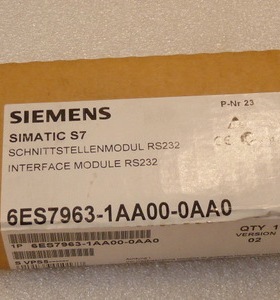 P-Nr 23
SIEMENS
SIMATIC S7
SCHNITTSTELLENMODUL RS232
INTERFACE MODULE RS232
6ES7963-1AA00-0AA0
QTY 1
1P 6ES7963-1AA00-0AA0
VERSION
02
S VPS5